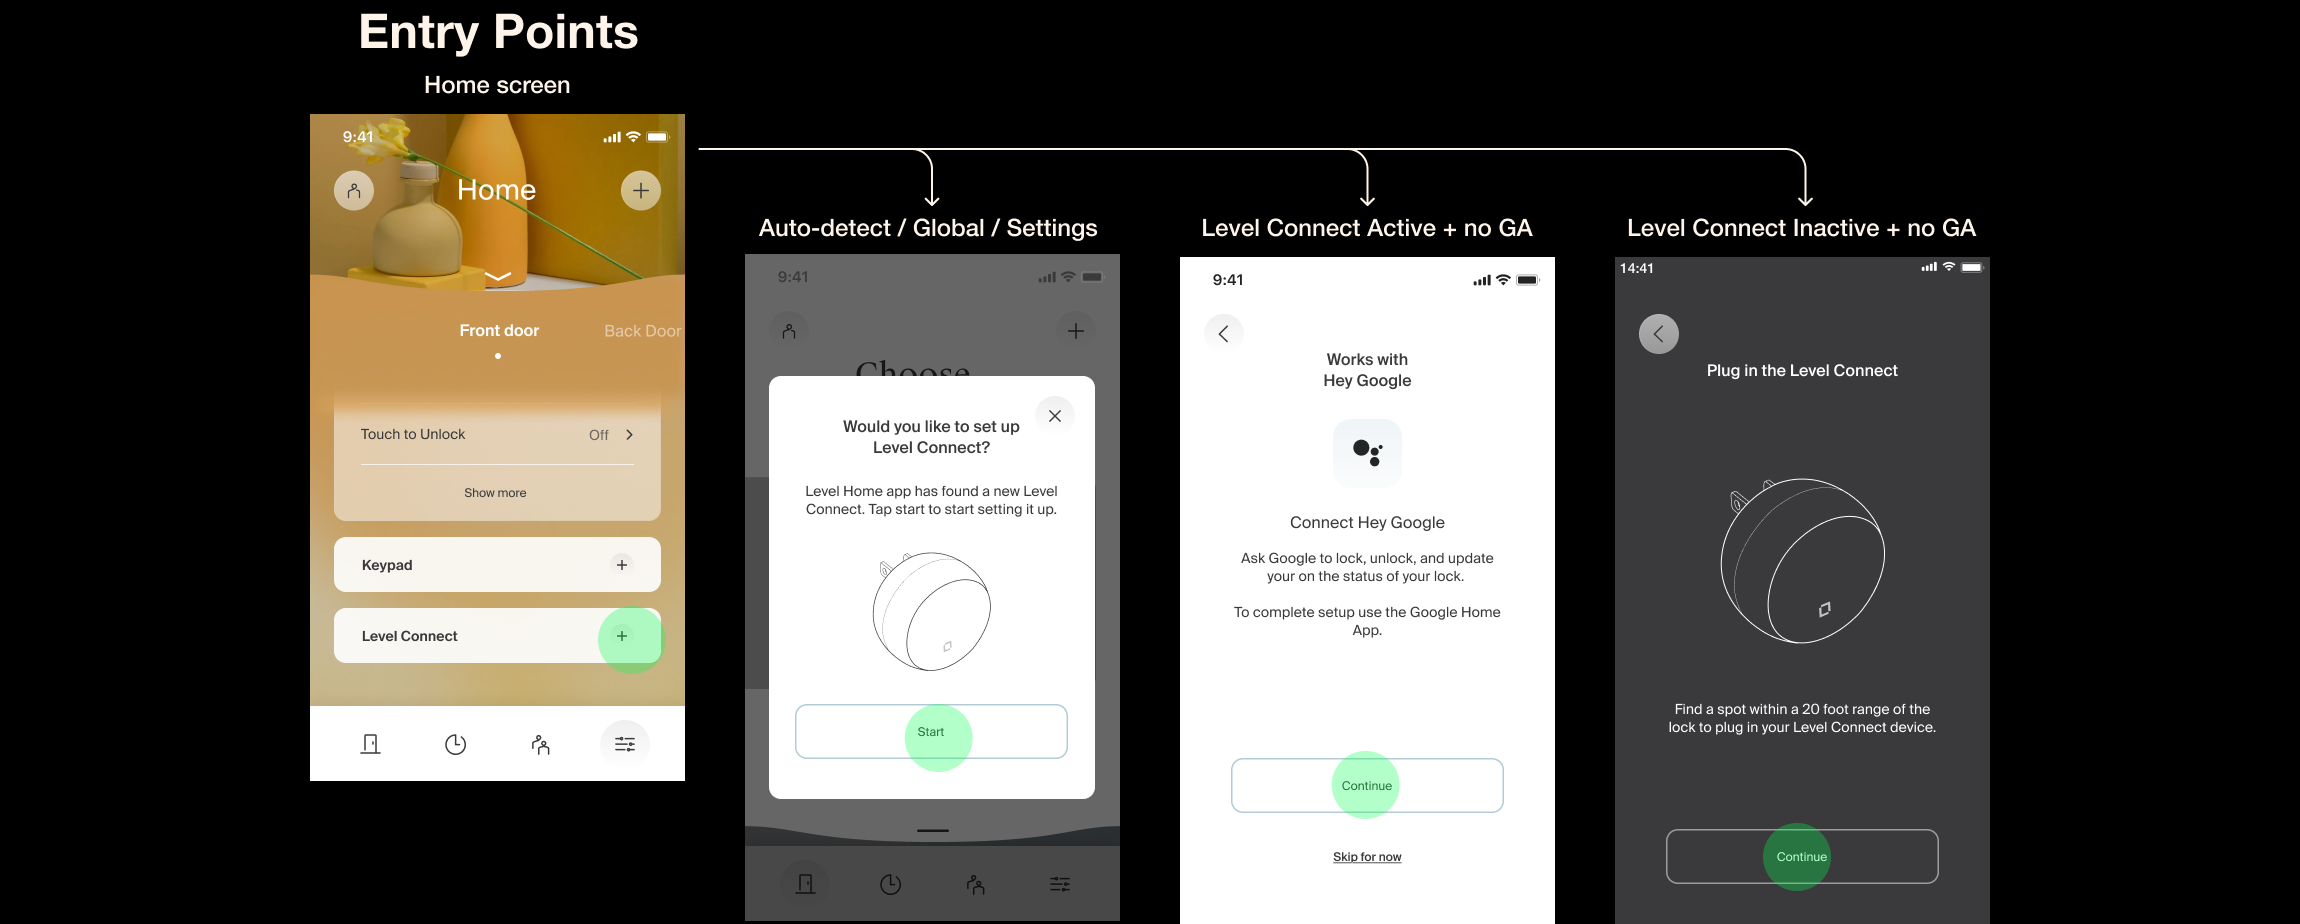 Entry Points
Home screen
9:41
Home
Front door
Back Door
Touch to Unlock
Off
Show more
Keypad
Level Connect
Auto-detect / Global / Settings
9:41
Choose
Would you like to set up
Level Connect?
Level Home app has found a new Level
Connect. Tap start to start setting it up.
Start
Level Connect Active + no GA
9:41
Works with
Hey Google
Connect Hey Google
Ask Google to lock, unlock, and update
your on the status of your lock.
To complete setup use the Google Home
App.
Continue
Skip for now
Level Connect Inactive + no GA
14:41
Plug in the Level Connect
Find a spot within a 20 foot range of the
lock to plug in your Level Connect device.
Continue